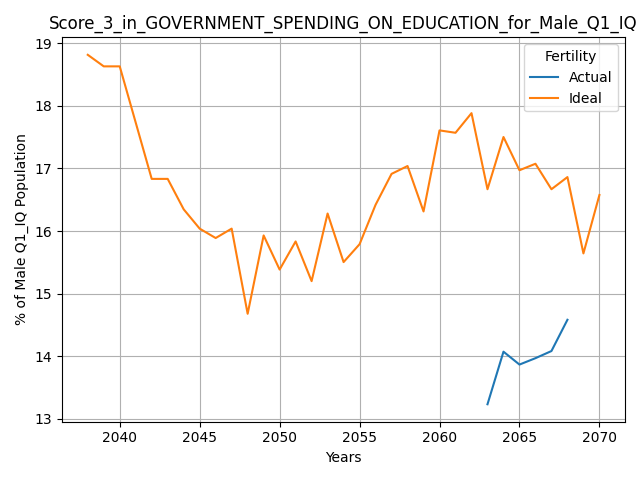 Score_3_in_GOVERNMENT_SPENDING_ON_EDUCATION_for_Male_Q1_IQ
Fertility
Actual
Ideal
% of Male Q1_IQ Population
19
18
17
16
15
14
13
2040
2045
2050
2055
2060
2065
2070
Years